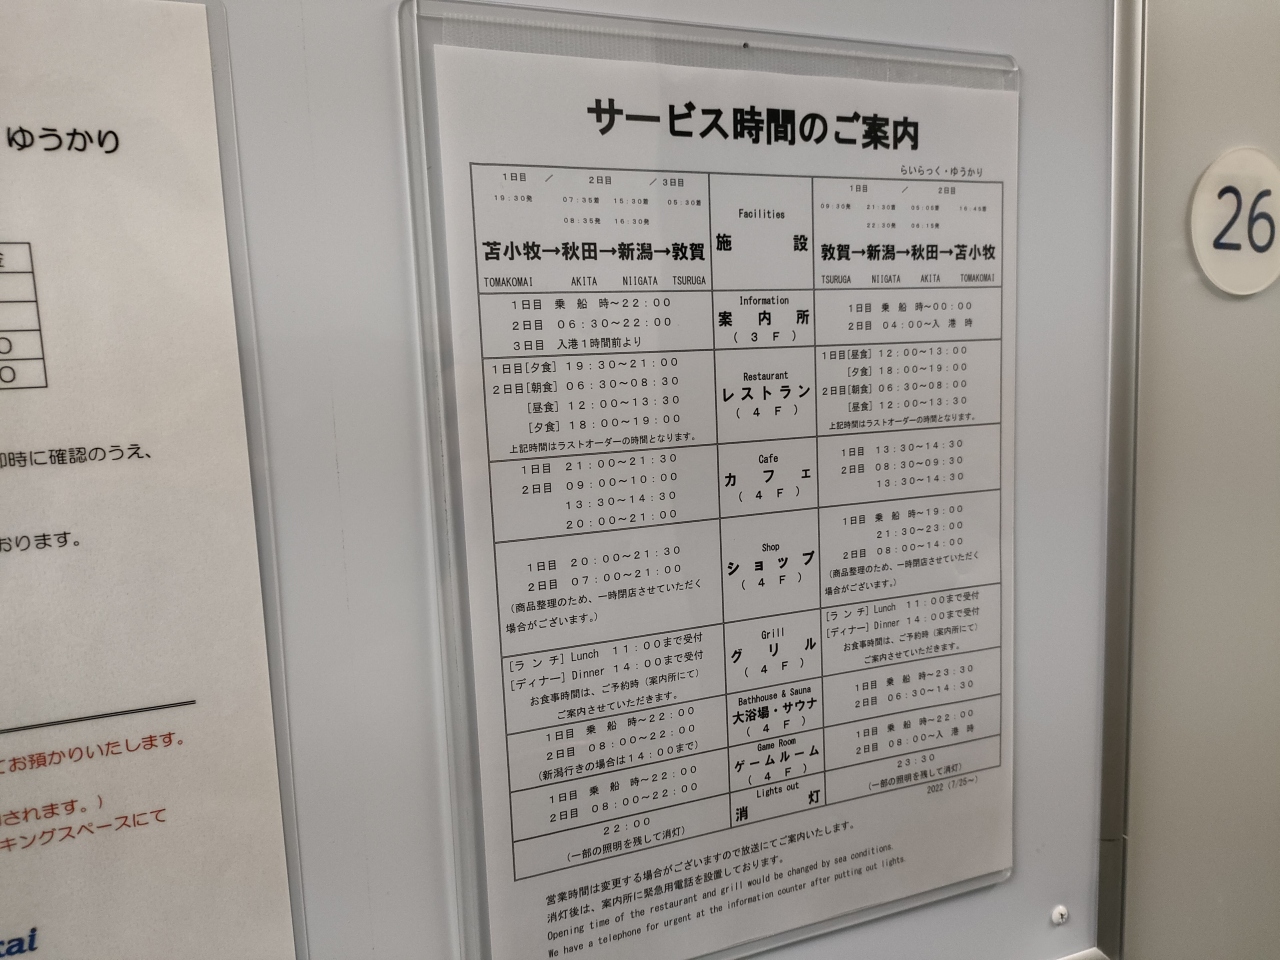 ゆうかり
金
O
O
即時に確認のうえ、
おります。
てお預かりいたします。
されます。)
キングスペースにて
kai
サービス時間のご案内
らいらっく・ゆうかり
1日目 / 2日目 / 3日目
19:30発 07:35着 15:30着 05:30着
08:35発 16:30発
苫小牧→秋田→新潟→敦賀
TOMAKOMAI AKITA NIIGATA TSURUGA
Facilities
施設
1日目 / 2日目
09:30発 21:30着 05:05着 16:45着
22:30発 06:15発
敦賀→新潟→秋田→苫小牧
TSURUGA NIIGATA AKITA TOMAKOMAI
1日目 乗船時~22:00
2日目 06:30~22:00
3日目 入港1時間前より
Information
案内所
(3F)
1日目 乗船時~00:00
2日目 04:00~入港時
1日目[夕食] 19:30~21:00
2日目[朝食] 06:30~08:30
[昼食] 12:00~13:30
[夕食] 18:00~19:00
上記時間はラストオーダーの時間となります。
Restaurant
レストラン
(4F)
1日目[昼食] 12:00~13:00
[夕食] 18:00~19:00
2日目[朝食] 06:30~08:00
[昼食] 12:00~13:30
上記時間はラストオーダーの時間となります。
1日目 21:00~21:30
2日目 09:00~10:00
13:30~14:30
20:00~21:00
Cafe
カフェ
(4F)
1日目 13:30~14:30
2日目 08:30~09:30
13:30~14:30
1日目 20:00~21:30
2日目 07:00~21:00
(商品整理のため、一時閉店させていただく
場合がございます。)
Shop
ショップ
(4F)
1日目 乗船時~19:00
21:30~23:00
2日目 08:00~14:00
(商品整理のため、一時閉店させていただく
場合がございます。)
[ランチ] Lunch 11:00まで受付
[ディナー] Dinner 14:00まで受付
お食事時間は、ご予約時(案内所にて)
ご案内させていただきます。
Grill
グリル
(4F)
[ランチ] Lunch 11:00まで受付
[ディナー] Dinner 14:00まで受付
お食事時間は、ご予約時(案内所にて)
ご案内させていただきます。
1日目 乗船時~22:00
2日目 08:00~22:00
(新潟行きの場合は14:00まで)
Bathhouse & Sauna
大浴場・サウナ
(4F)
1日目 乗船時~23:30
2日目 06:30~14:30
1日目 乗船時~22:00
2日目 08:00~22:00
Game Room
ゲームルーム
(4F)
1日目 乗船時~22:00
2日目 08:00~入港時
22:00
(一部の照明を残して消灯)
Lights out
消灯
23:30
(一部の照明を残して消灯)
2022 (7/25~)
営業時間は変更する場合がございますので放送にてご案内いたします。
消灯後は、案内所に緊急用電話を設置しております。
Opening time of the restaurant and grill would be changed by sea conditions.
We have a telephone for urgent at the information counter after putting out lights.
26